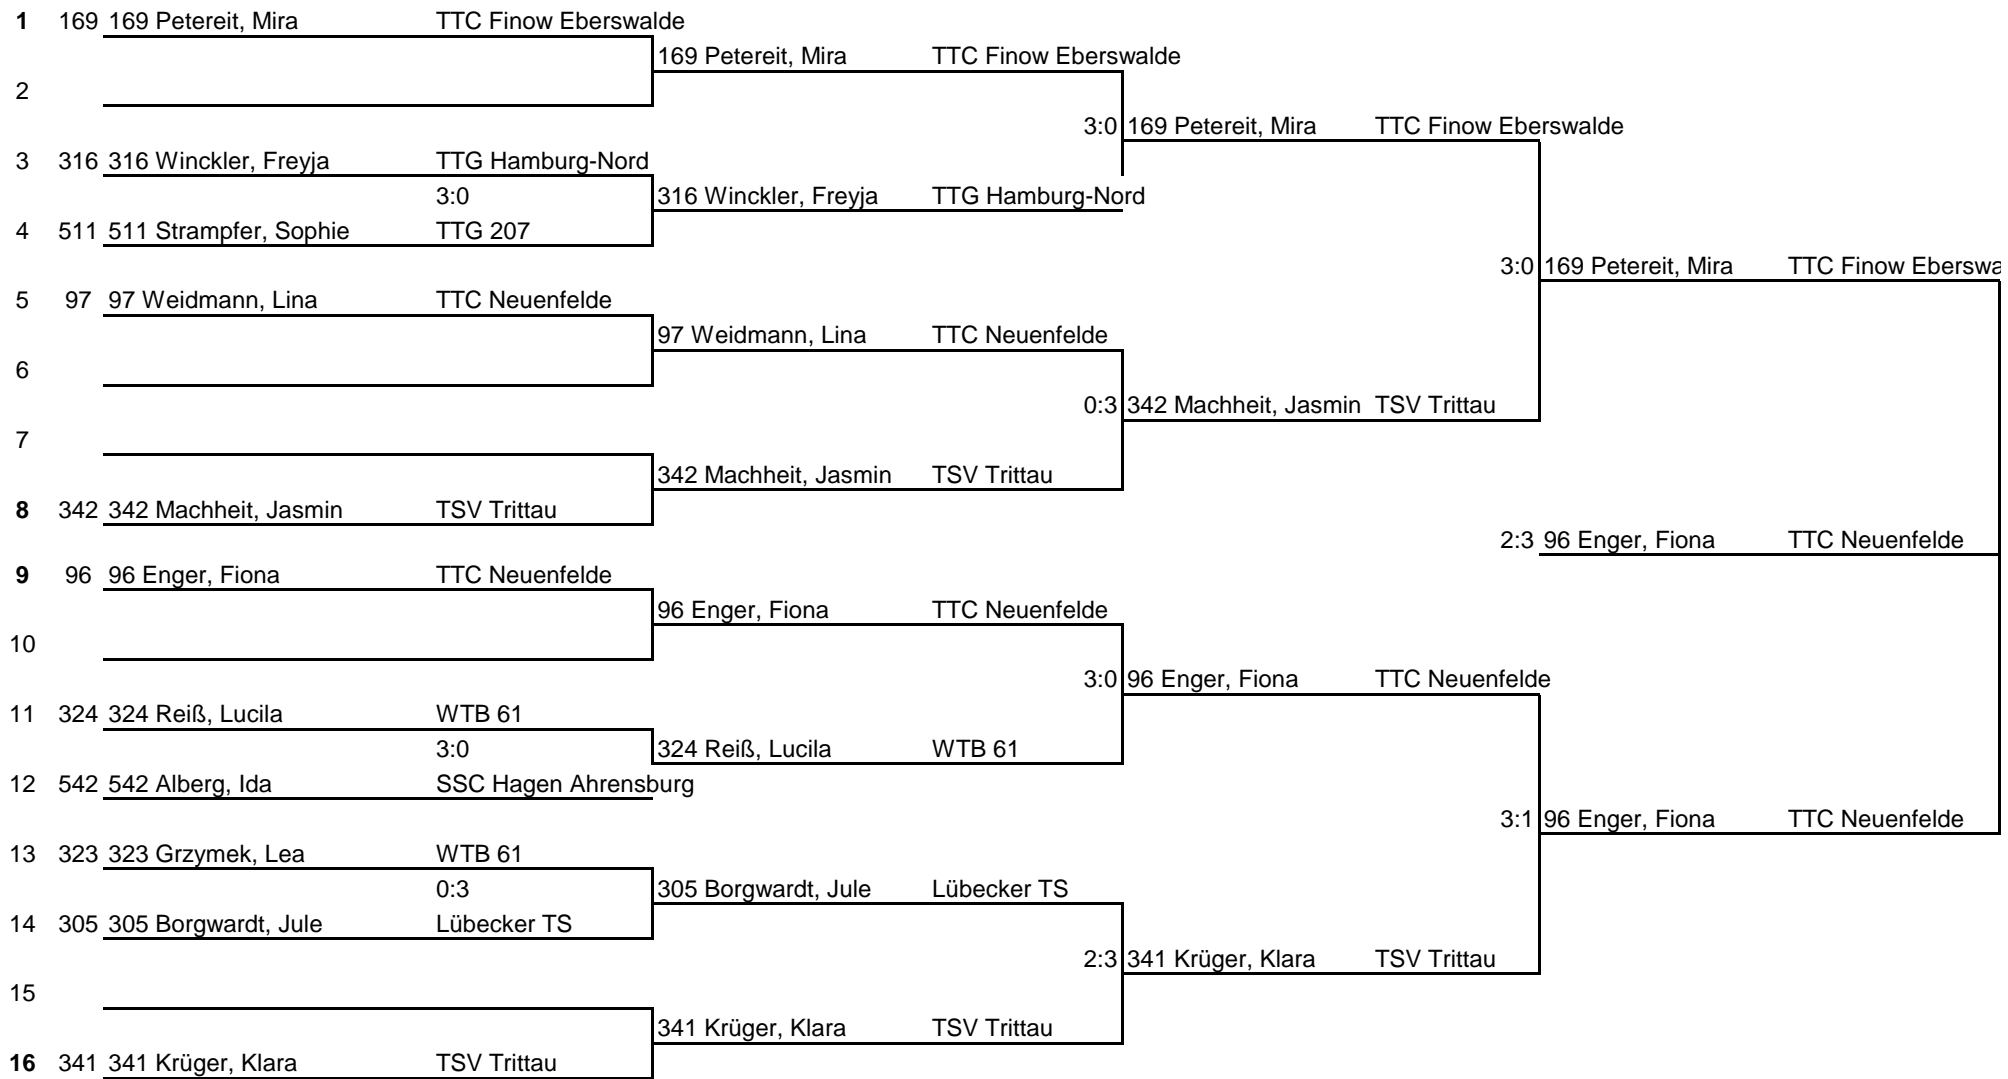 1 169 169 Petereit, Mira TTC Finow Eberswalde
169 Petereit, Mira TTC Finow Eberswalde
2
3:0 169 Petereit, Mira TTC Finow Eberswalde
3 316 316 Winckler, Freyja TTG Hamburg-Nord
3:0 316 Winckler, Freyja TTG Hamburg-Nord
4 511 511 Strampfer, Sophie TTG 207
3:0 169 Petereit, Mira TTC Finow Eberswa
5 97 97 Weidmann, Lina TTC Neuenfelde
97 Weidmann, Lina TTC Neuenfelde
6
0:3 342 Machheit, Jasmin TSV Trittau
7
342 Machheit, Jasmin TSV Trittau
8 342 342 Machheit, Jasmin TSV Trittau
2:3 96 Enger, Fiona TTC Neuenfelde
9 96 96 Enger, Fiona TTC Neuenfelde
96 Enger, Fiona TTC Neuenfelde
10
3:0 96 Enger, Fiona TTC Neuenfelde
11 324 324 Reiß, Lucila WTB 61
3:0 324 Reiß, Lucila WTB 61
12 542 542 Alberg, Ida SSC Hagen Ahrensburg
3:1 96 Enger, Fiona TTC Neuenfelde
13 323 323 Grzymek, Lea WTB 61
0:3 305 Borgwardt, Jule Lübecker TS
14 305 305 Borgwardt, Jule Lübecker TS
2:3 341 Krüger, Klara TSV Trittau
15
341 Krüger, Klara TSV Trittau
16 341 341 Krüger, Klara TSV Trittau